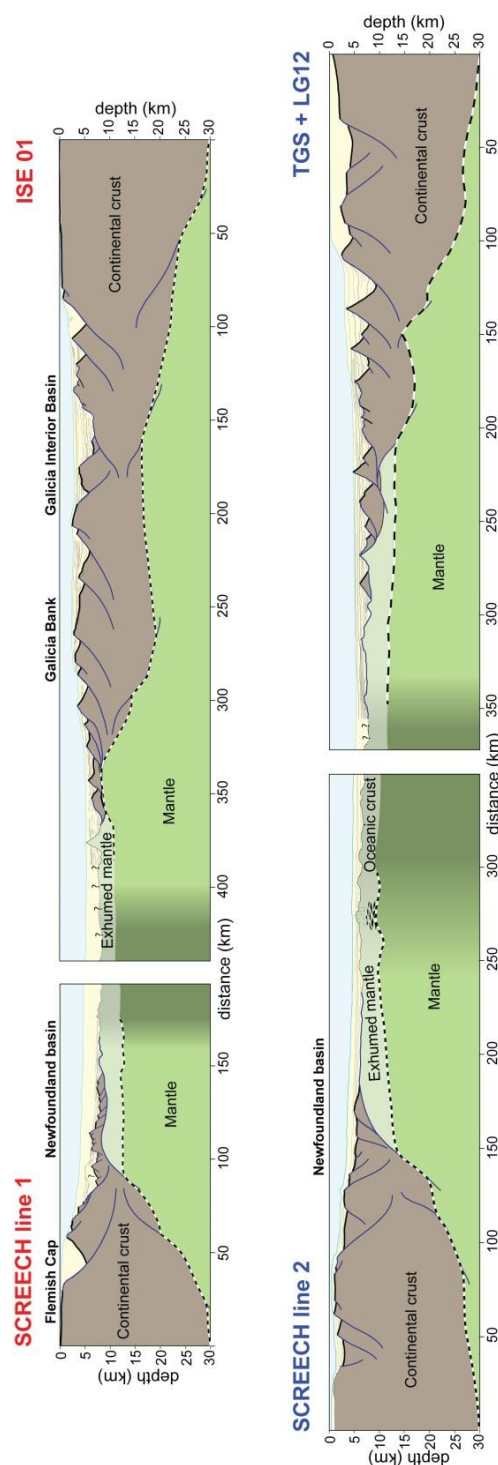 SCREECH line 1
ISE 01
Flemish Cap
Newfoundland basin
Galicia Bank
Galicia Interior Basin
depth (km)
0
5
10
15
20
25
30
Continental crust
Mantle
?
50
100
150
distance (km)
? ? ? ? ?
Exhumed mantle
Mantle
Continental crust
400
350
300
250
200
150
100
50
depth (km)
0
5
10
15
20
25
30
SCREECH line 2
TGS + LG12
Newfoundland basin
depth (km)
0
5
10
15
20
25
30
Continental crust
Exhumed mantle
Oceanic crust
Mantle
50
100
150
200
250
300
distance (km)
? ?
Mantle
Continental crust
350
300
250
200
150
100
50
depth (km)
0
5
10
15
20
25
30